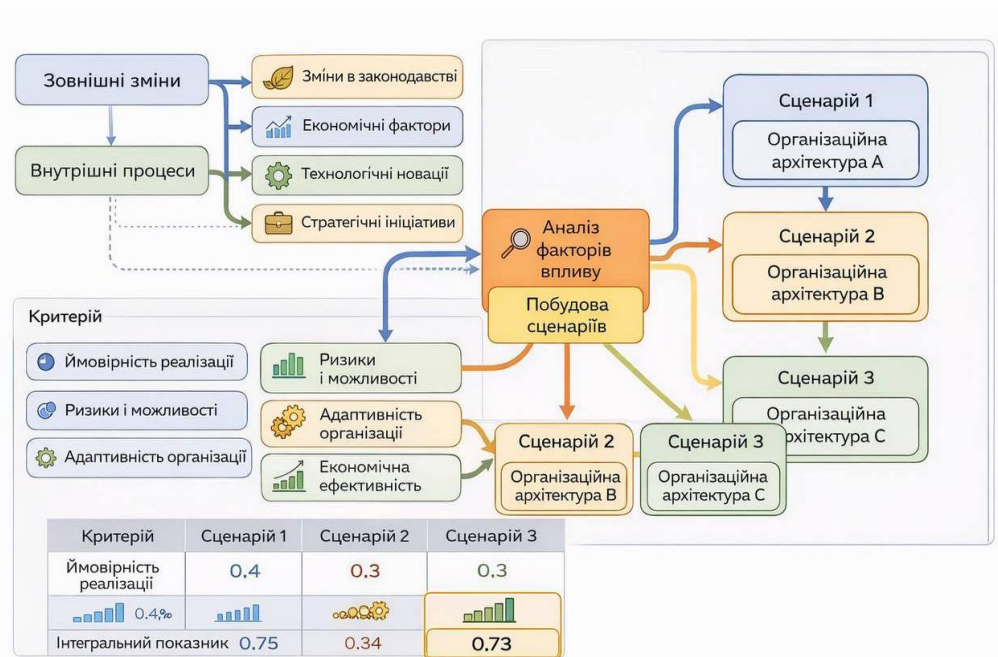 Зовнішні зміни
Внутрішні процеси
Зміни в законодавстві
Економічні фактори
Технологічні новації
Стратегічні ініціативи
Аналіз
факторів
впливу
Побудова
сценаріїв
Сценарій 1
Організаційна
архітектура A
Сценарій 2
Організаційна
архітектура B
Сценарій 3
Організаційна
архітектура C
Критерій
Ймовірність реалізації
Ризики і можливості
Адаптивність організації
Ризики
і можливості
Адаптивність
організації
Економічна
ефективність
Сценарій 2
Організаційна
архітектура B
Сценарій 3
Організаційна
архітектура C
Критерій Сценарій 1 Сценарій 2 Сценарій 3
Ймовірність
реалізації 0.4 0.3 0.3
0.4%
Інтегральний показник 0.75 0.34 0.73